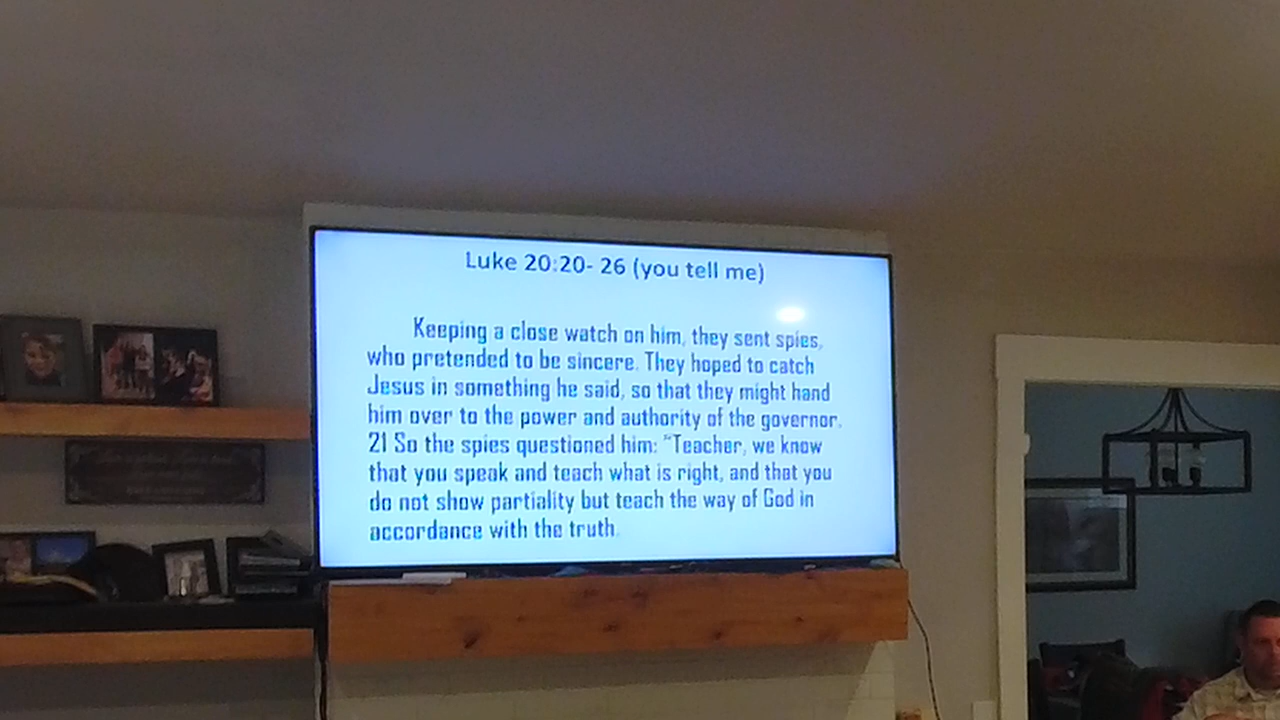 Luke 20:20- 26 (you tell me)
Keeping a close watch on him, they sent spies,
who pretended to be sincere. They hoped to catch
Jesus in something he said, so that they might hand
him over to the power and authority of the governor.
21 So the spies questioned him: "Teacher, we know
that you speak and teach what is right, and that you
do not show partiality but teach the way of God in
accordance with the truth.